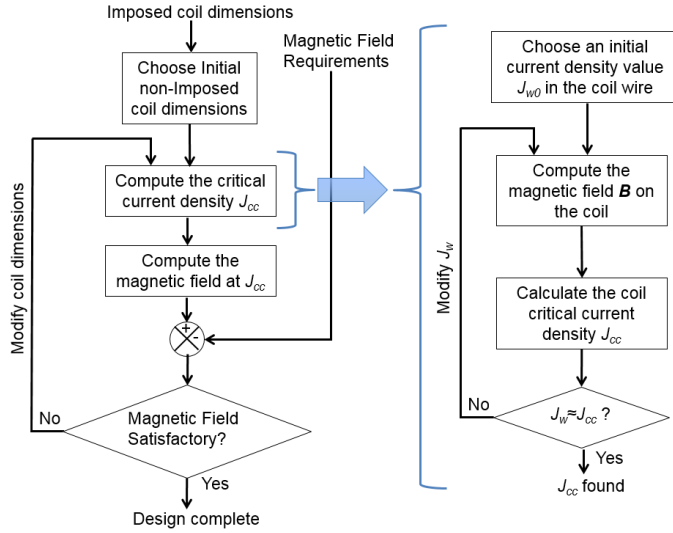 Imposed coil dimensions
Choose Initial
non-Imposed
coil dimensions
Magnetic Field
Requirements
Compute the critical
current density Jcc
Compute the
magnetic field at Jcc
+
-
Modify coil dimensions
No
Magnetic Field
Satisfactory?
Yes
Design complete
Choose an initial
current density value
Jw0 in the coil wire
Compute the
magnetic field B on
the coil
Modify Jw
Calculate the coil
critical current
density Jcc
No
Jw≈Jcc ?
Yes
Jcc found